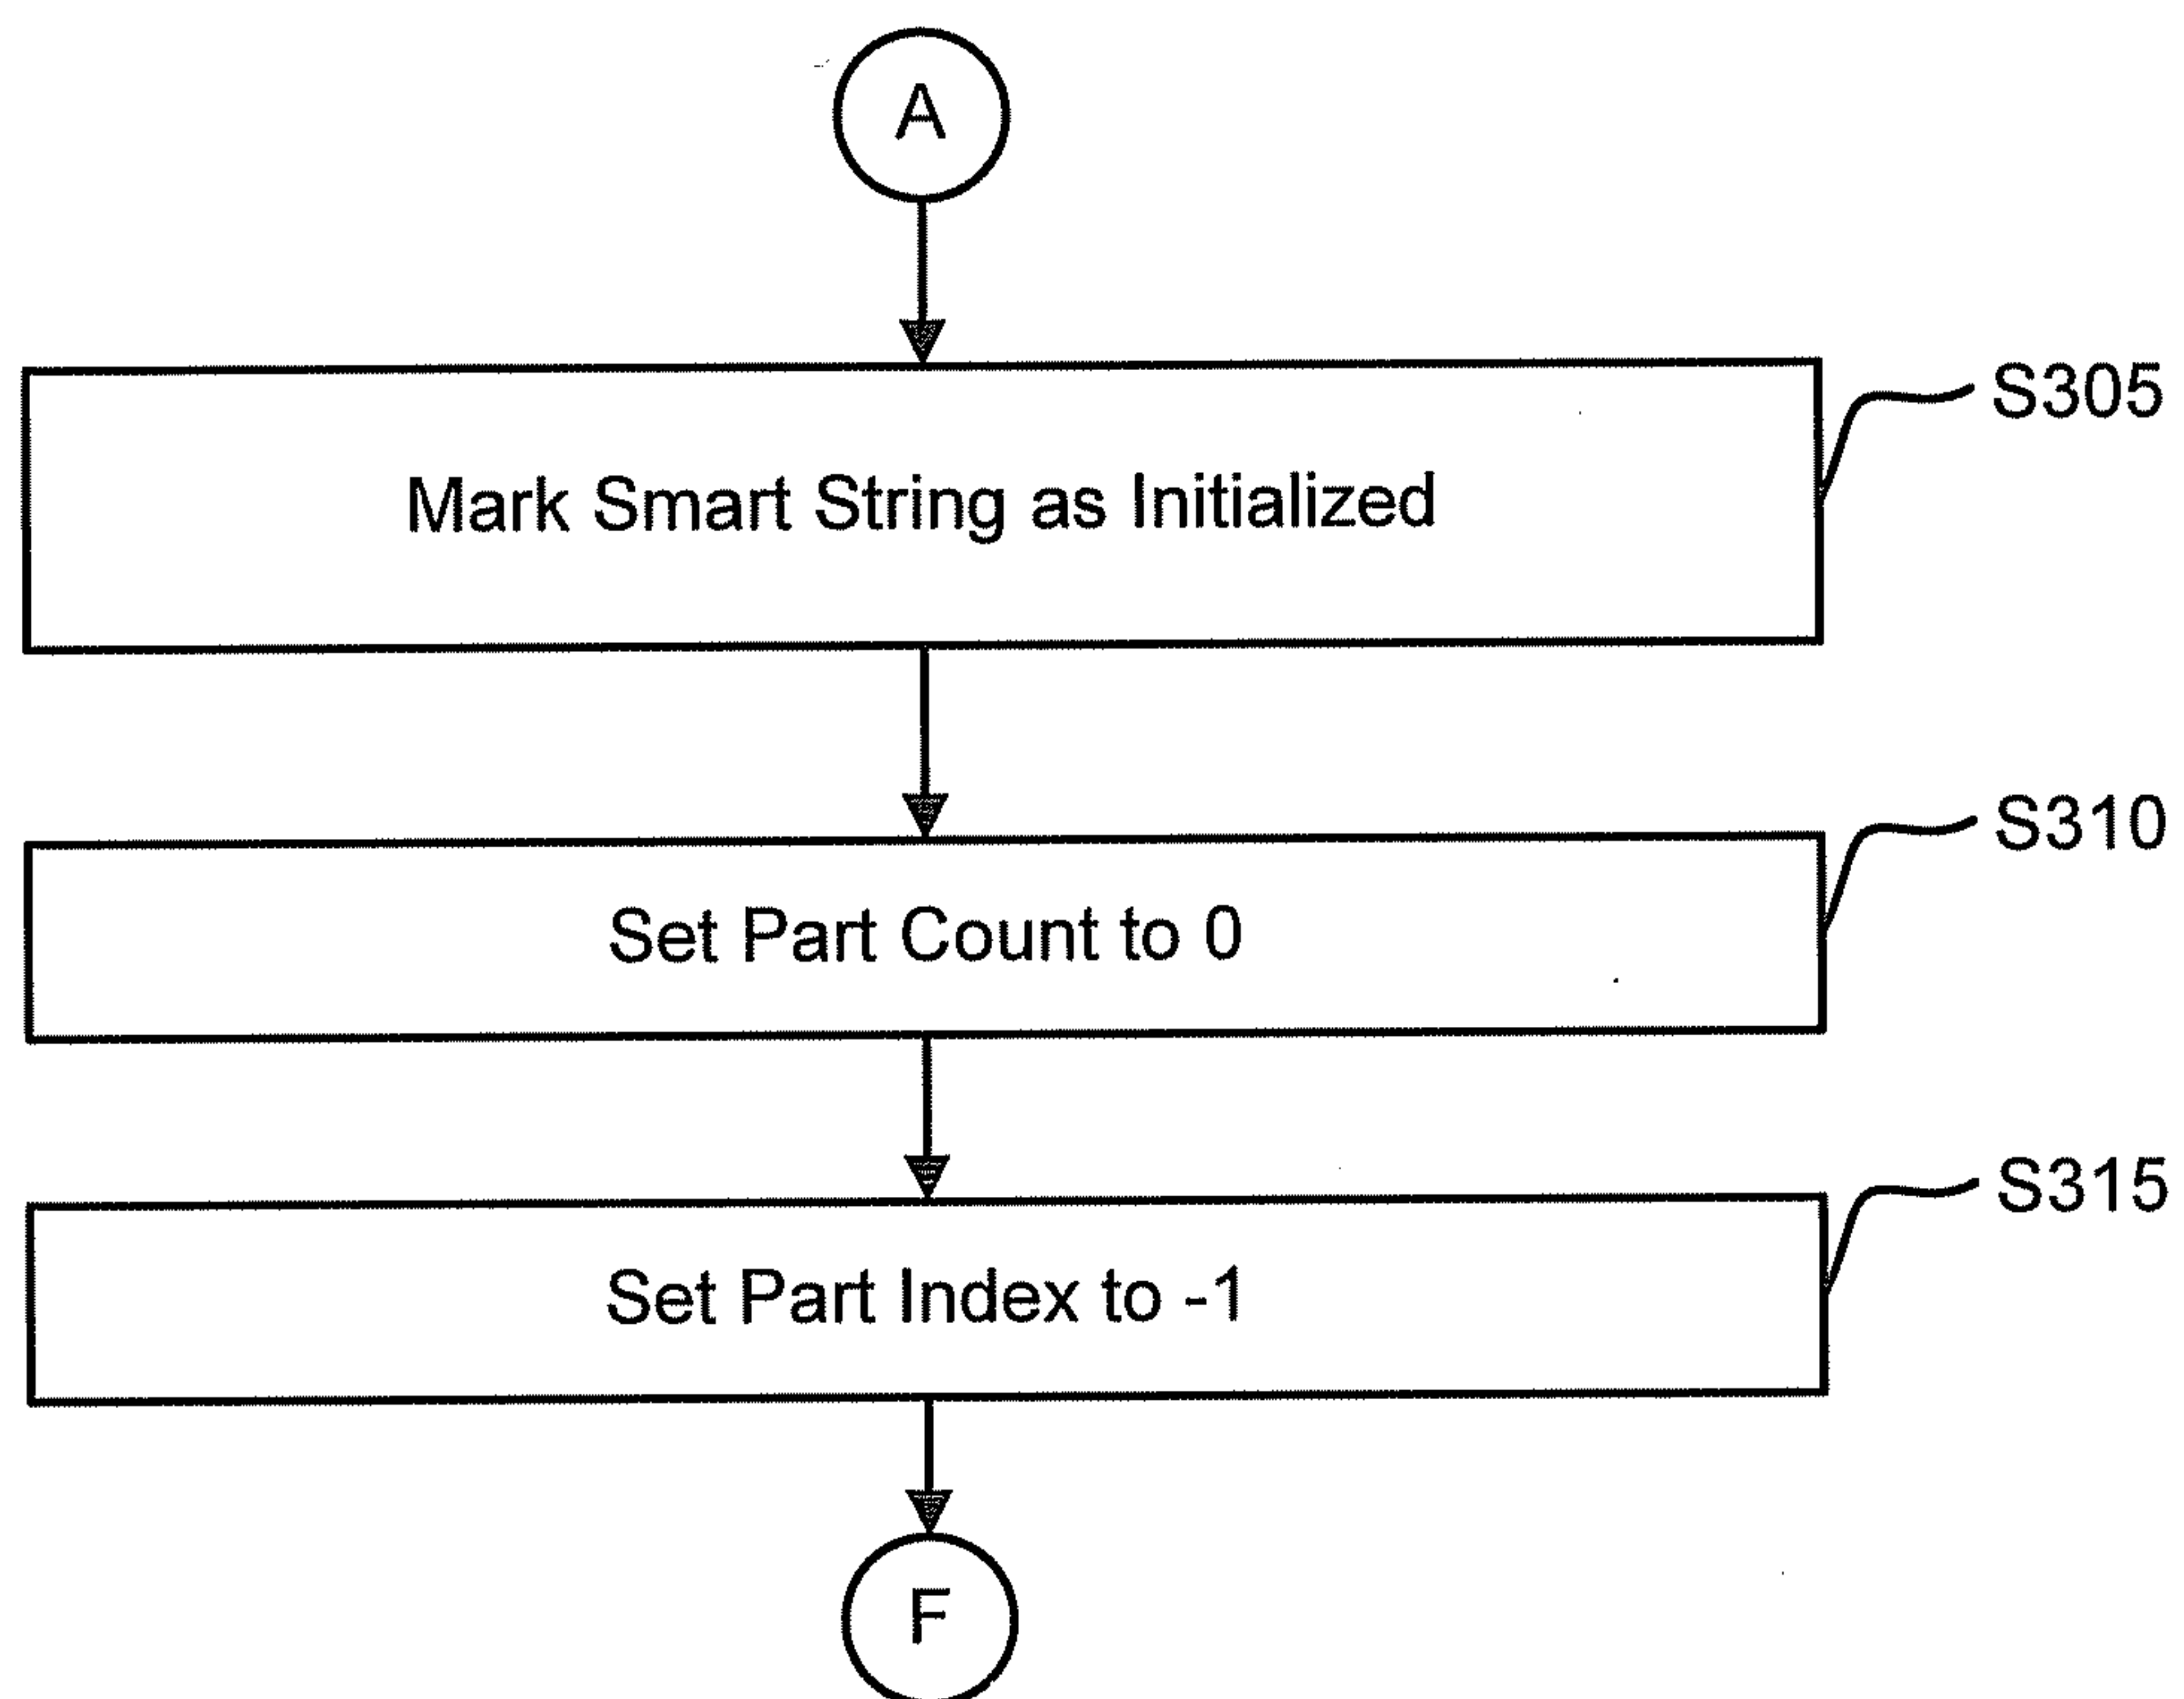 A
Mark Smart String as Initialized
S305
Set Part Count to 0
S310
Set Part Index to -1
S315
F